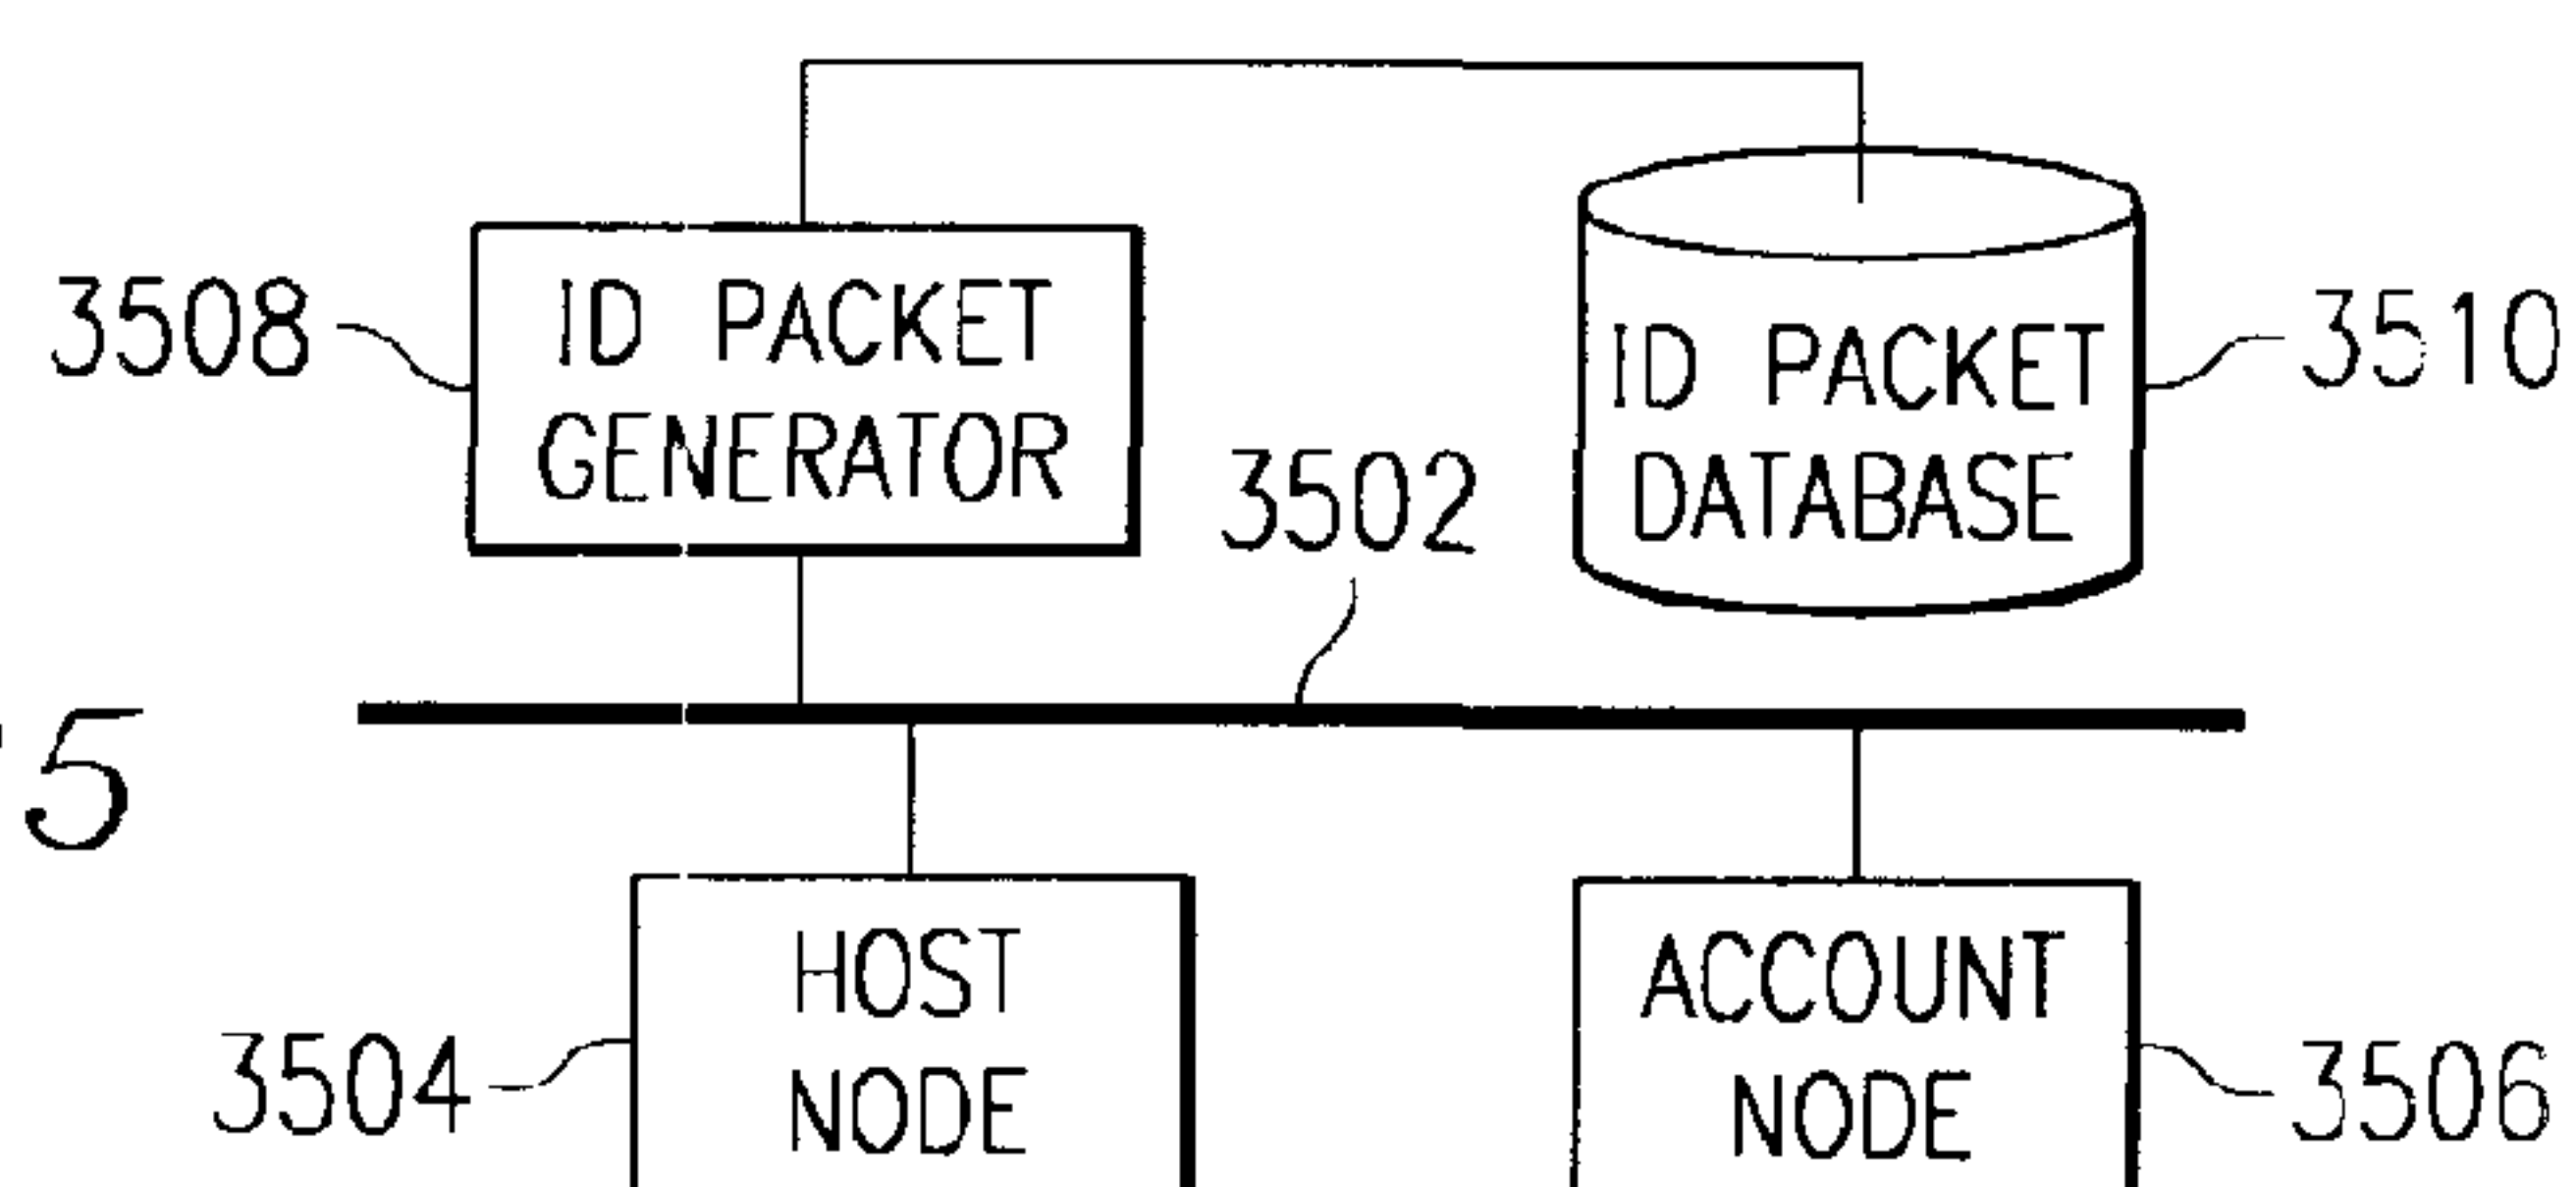 3508
ID PACKET
GENERATOR
ID PACKET
DATABASE
3510
3502
5
HOST
NODE
3504
ACCOUNT
NODE
3506